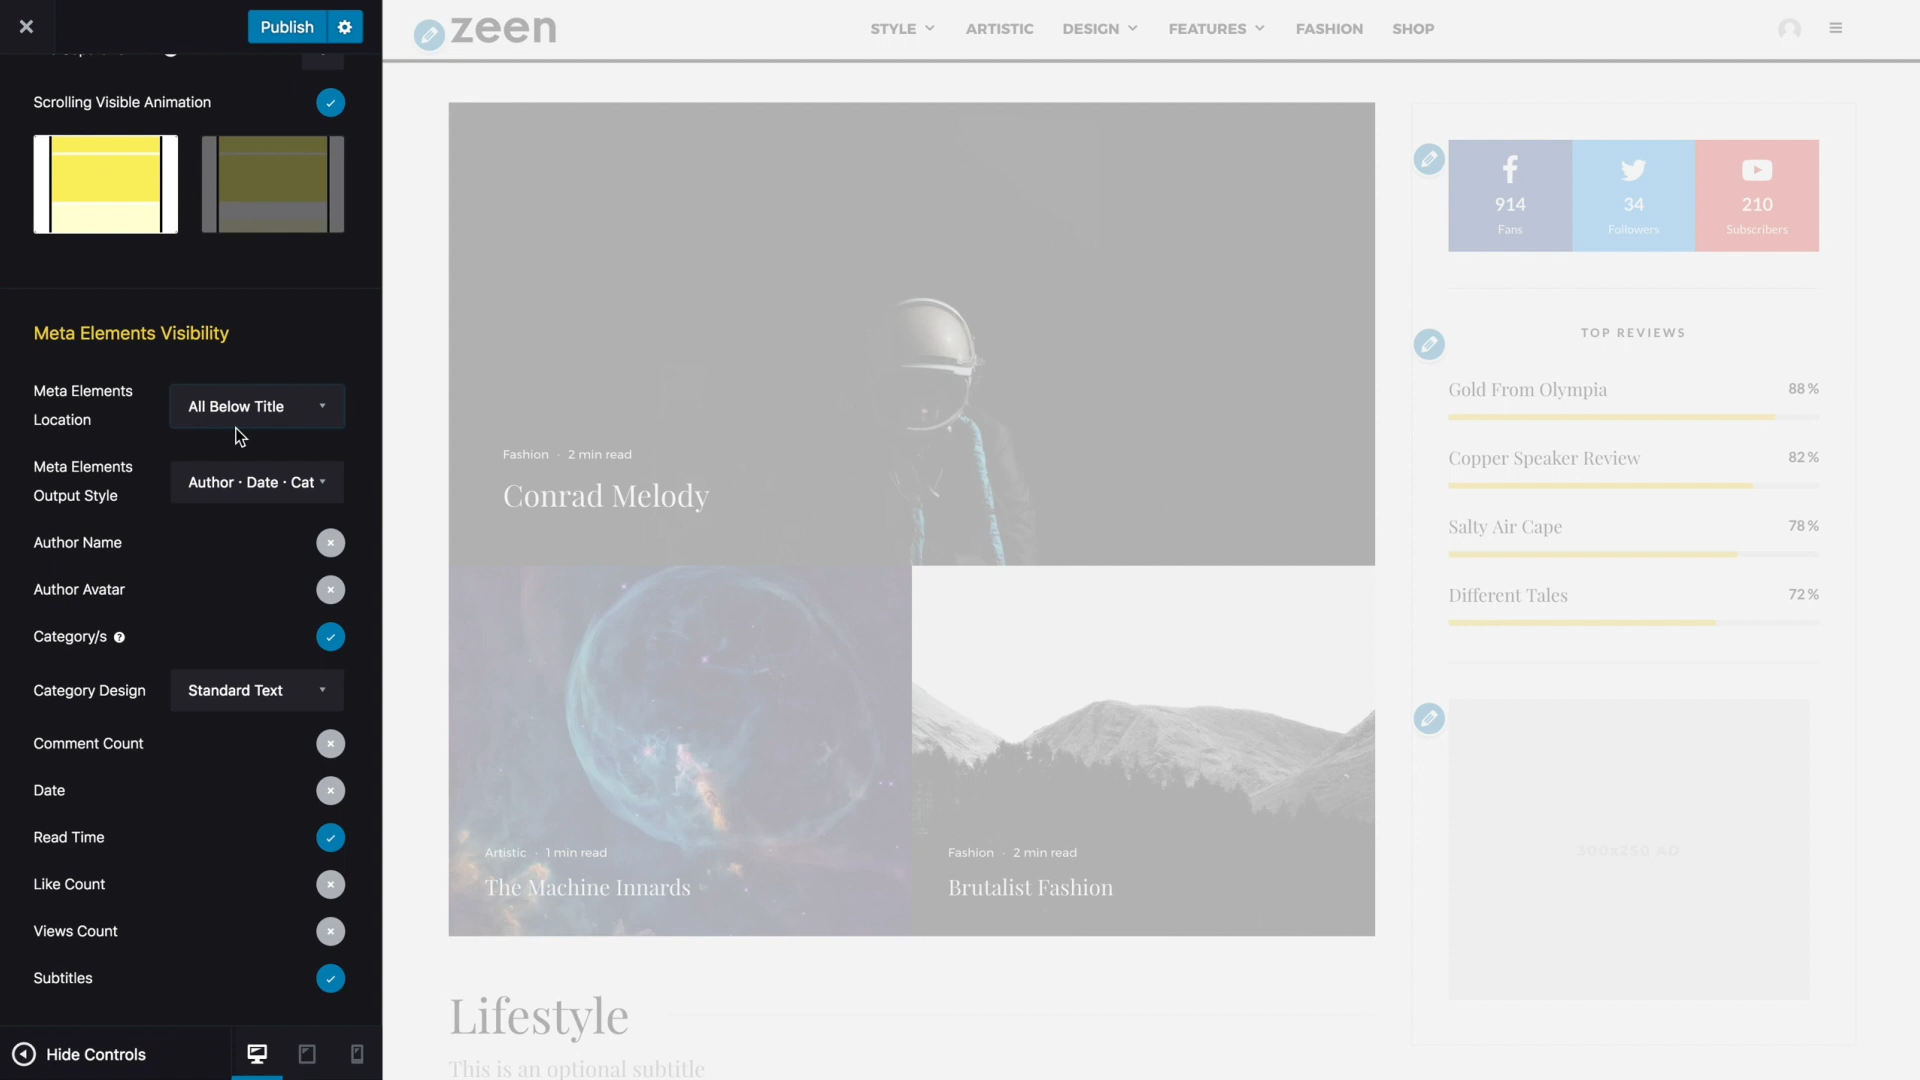 Publish
Scrolling Visible Animation
Meta Elements Visibility
Meta Elements
Location
All Below Title
Meta Elements
Output Style
Author · Date · Cat
Author Name
Author Avatar
Category/s ?
Category Design
Standard Text
Comment Count
Date
Read Time
Like Count
Views Count
Subtitles
Hide Controls
zeen
STYLE
ARTISTIC
DESIGN
FEATURES
FASHION
SHOP
Fashion · 2 min read
Conrad Melody
Artistic · 1 min read
The Machine Innards
Fashion · 2 min read
Brutalist Fashion
Lifestyle
This is an optional subtitle
914
Fans
34
Followers
210
Subscribers
TOP REVIEWS
Gold From Olympia 88%
Copper Speaker Review 82%
Salty Air Cape 78%
Different Tales 72%
300x250 AD